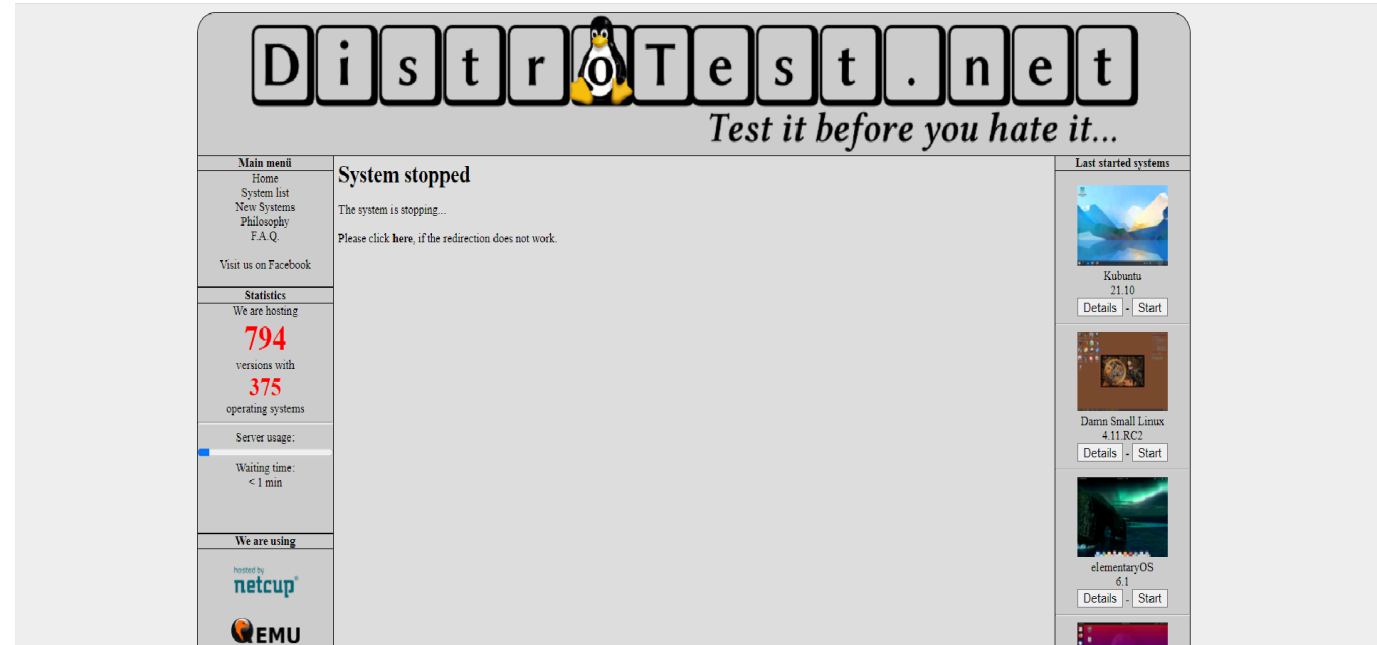 DistroTest.net
Test it before you hate it...
Main menü
Home
System list
New Systems
Philosophy
F.A.Q.
Visit us on Facebook
Statistics
We are hosting
794
versions with
375
operating systems
Server usage:
Waiting time:
< 1 min
We are using
hosted by
netcup
QEMU
System stopped
The system is stopping...
Please click here, if the redirection does not work.
Last started systems
Kubuntu
21.10
Details - Start
Damn Small Linux
4.11.RC2
Details - Start
elementaryOS
6.1
Details - Start